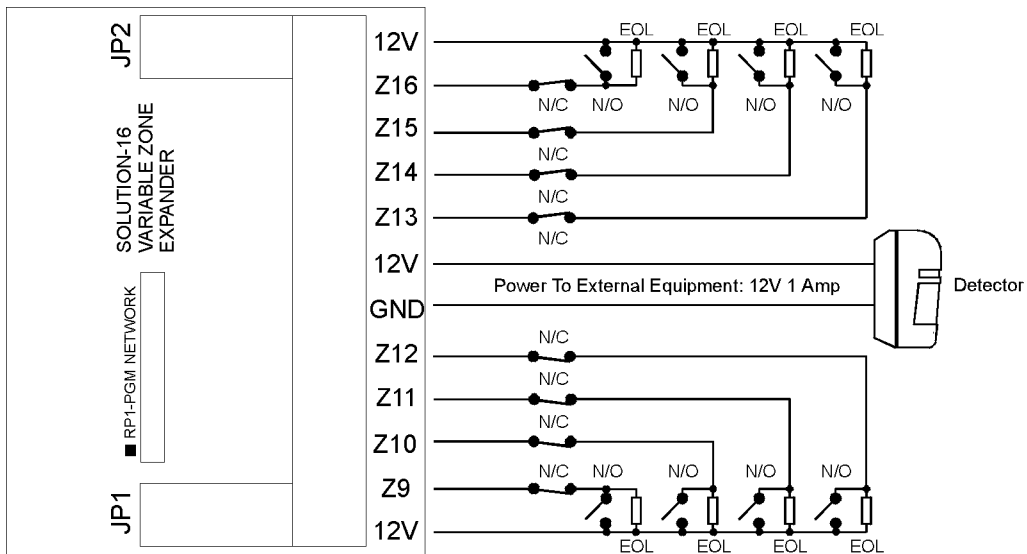 JP2
SOLUTION-16
VARIABLE ZONE
EXPANDER
RP1-PGM NETWORK
JP1
12V
Z16
Z15
Z14
Z13
12V
GND
Z12
Z11
Z10
Z9
12V
EOL EOL EOL EOL
N/C N/O N/O N/O N/O
N/C
N/C
N/C
Power To External Equipment: 12V 1 Amp
Detector
N/C
N/C
N/C
N/C N/O N/O N/O N/O
EOL EOL EOL EOL